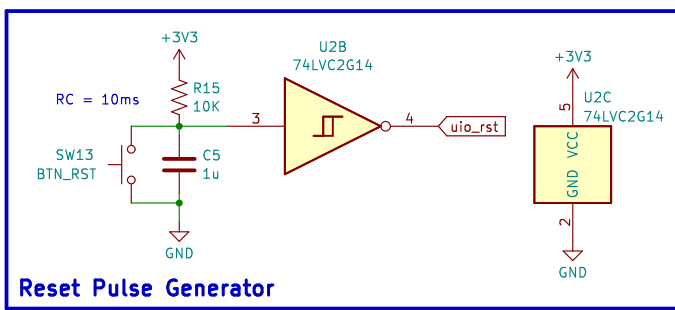 +3V3
RC = 10ms
R15
10K
SW13
BTN_RST
C5
1u
GND
U2B
74LVC2G14
3
4
uio_rst
+3V3
5
U2C
74LVC2G14
VCC
GND
2
GND
Reset Pulse Generator